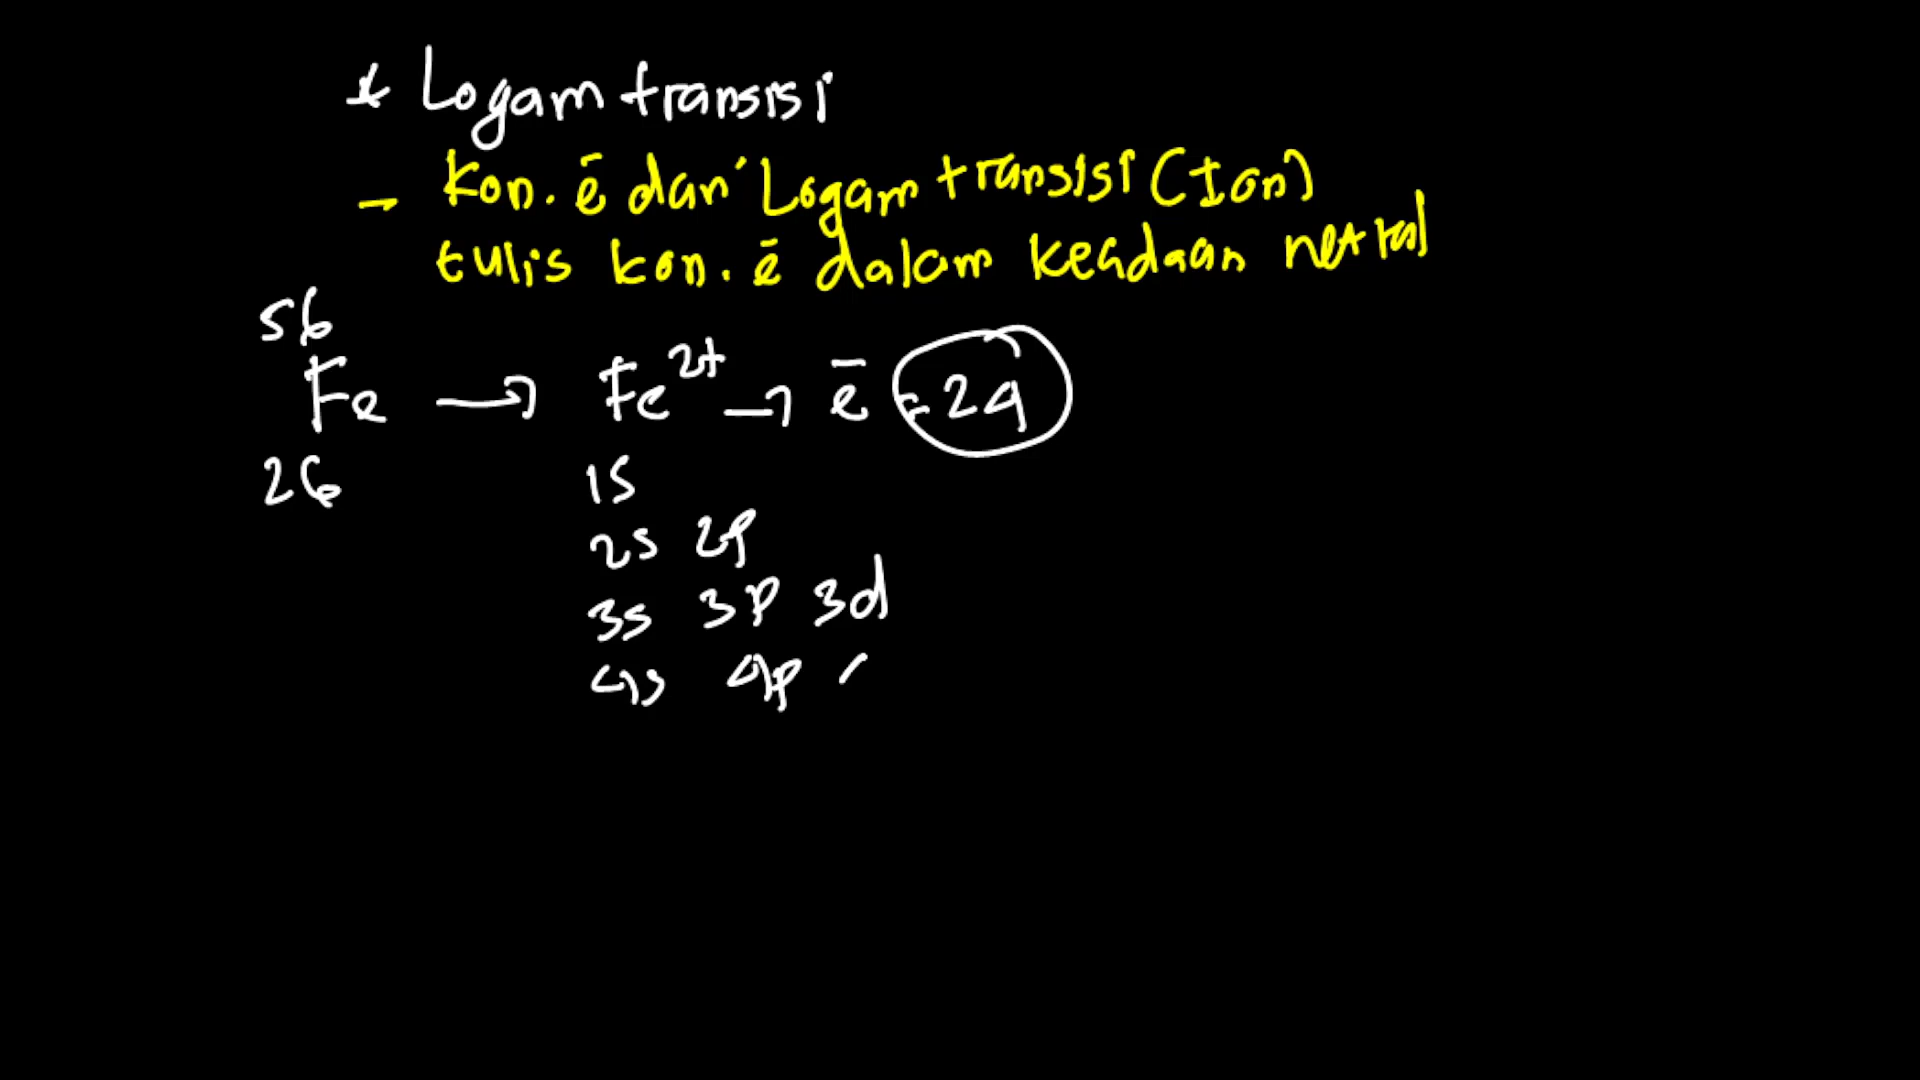 * Logam transisi
- Kon. ē dari Logam transisi (Ion)
tulis kon. ē dalam keadaan netral
56
Fe → Fe²⁺ → ē = 24
26
1s
2s 2p
3s 3p 3d
4s 4p